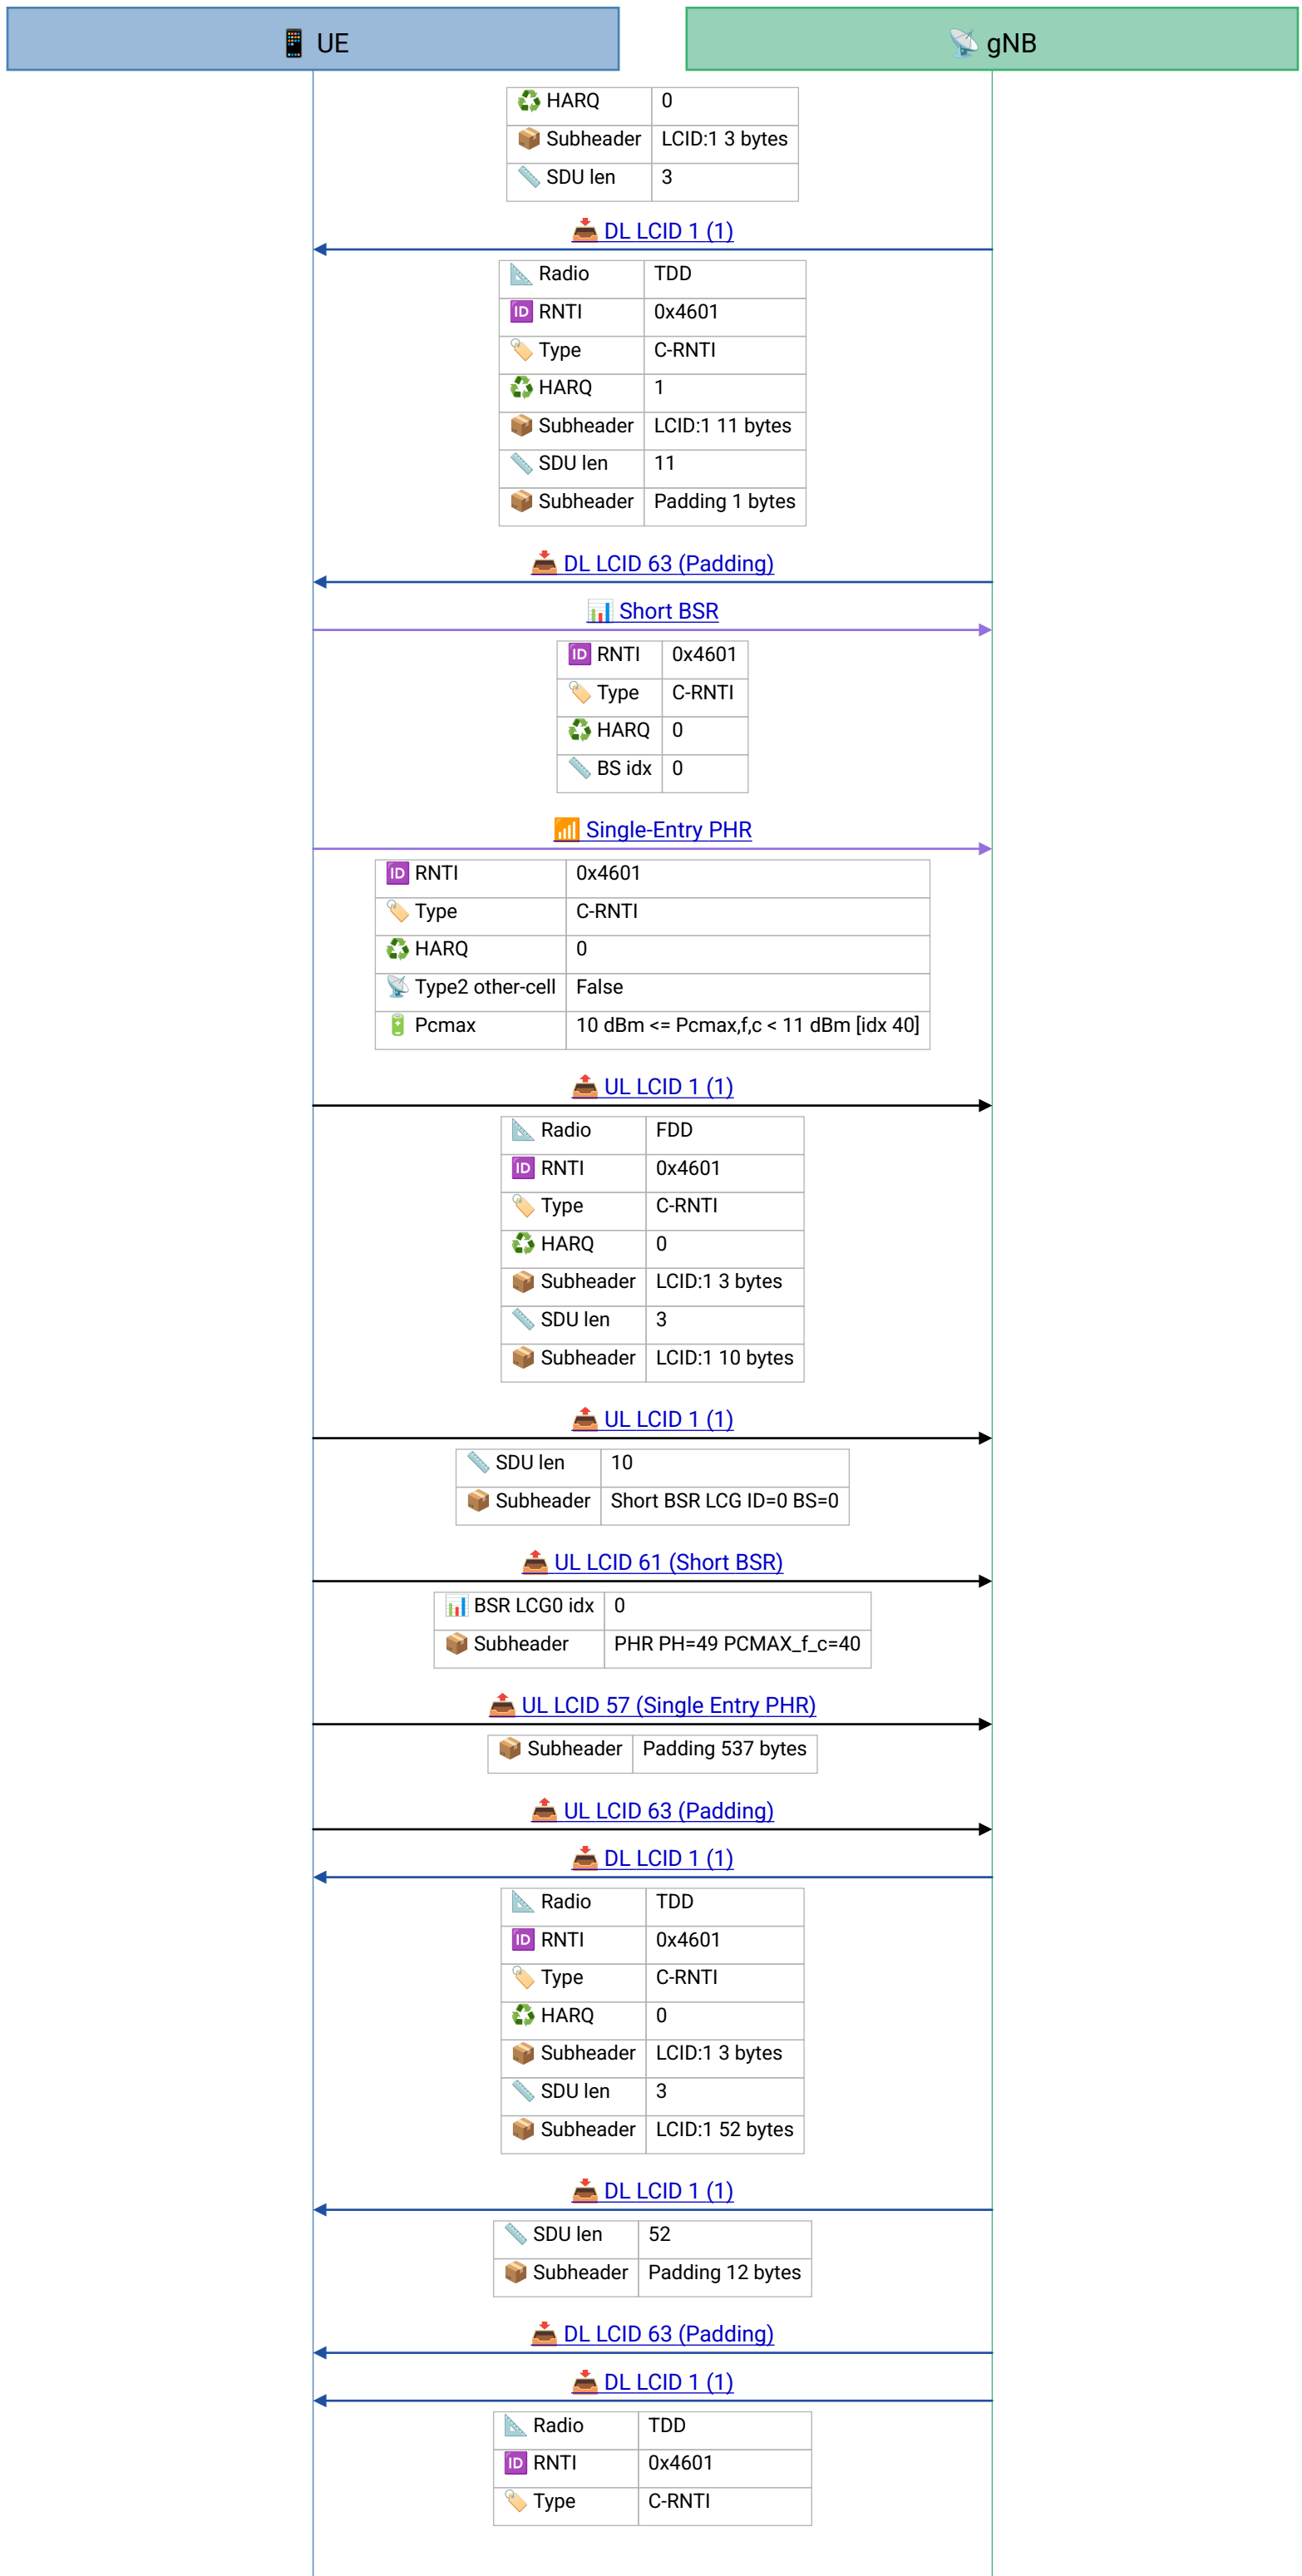 📱 UE
📡 gNB
♻️ HARQ 0
📦 Subheader LCID:1 3 bytes
📏 SDU len 3
📥 DL LCID 1 (1)
📐 Radio TDD
🆔 RNTI 0x4601
🏷️ Type C-RNTI
♻️ HARQ 1
📦 Subheader LCID:1 11 bytes
📏 SDU len 11
📦 Subheader Padding 1 bytes
📥 DL LCID 63 (Padding)
📊 Short BSR
🆔 RNTI 0x4601
🏷️ Type C-RNTI
♻️ HARQ 0
📏 BS idx 0
📶 Single-Entry PHR
🆔 RNTI 0x4601
🏷️ Type C-RNTI
♻️ HARQ 0
📡 Type2 other-cell False
🔋 Pcmax 10 dBm <= Pcmax,f,c < 11 dBm [idx 40]
📤 UL LCID 1 (1)
📐 Radio FDD
🆔 RNTI 0x4601
🏷️ Type C-RNTI
♻️ HARQ 0
📦 Subheader LCID:1 3 bytes
📏 SDU len 3
📦 Subheader LCID:1 10 bytes
📤 UL LCID 1 (1)
📏 SDU len 10
📦 Subheader Short BSR LCG ID=0 BS=0
📤 UL LCID 61 (Short BSR)
📊 BSR LCG0 idx 0
📦 Subheader PHR PH=49 PCMAX_f_c=40
📤 UL LCID 57 (Single Entry PHR)
📦 Subheader Padding 537 bytes
📤 UL LCID 63 (Padding)
📥 DL LCID 1 (1)
📐 Radio TDD
🆔 RNTI 0x4601
🏷️ Type C-RNTI
♻️ HARQ 0
📦 Subheader LCID:1 3 bytes
📏 SDU len 3
📦 Subheader LCID:1 52 bytes
📥 DL LCID 1 (1)
📏 SDU len 52
📦 Subheader Padding 12 bytes
📥 DL LCID 63 (Padding)
📥 DL LCID 1 (1)
📐 Radio TDD
🆔 RNTI 0x4601
🏷️ Type C-RNTI